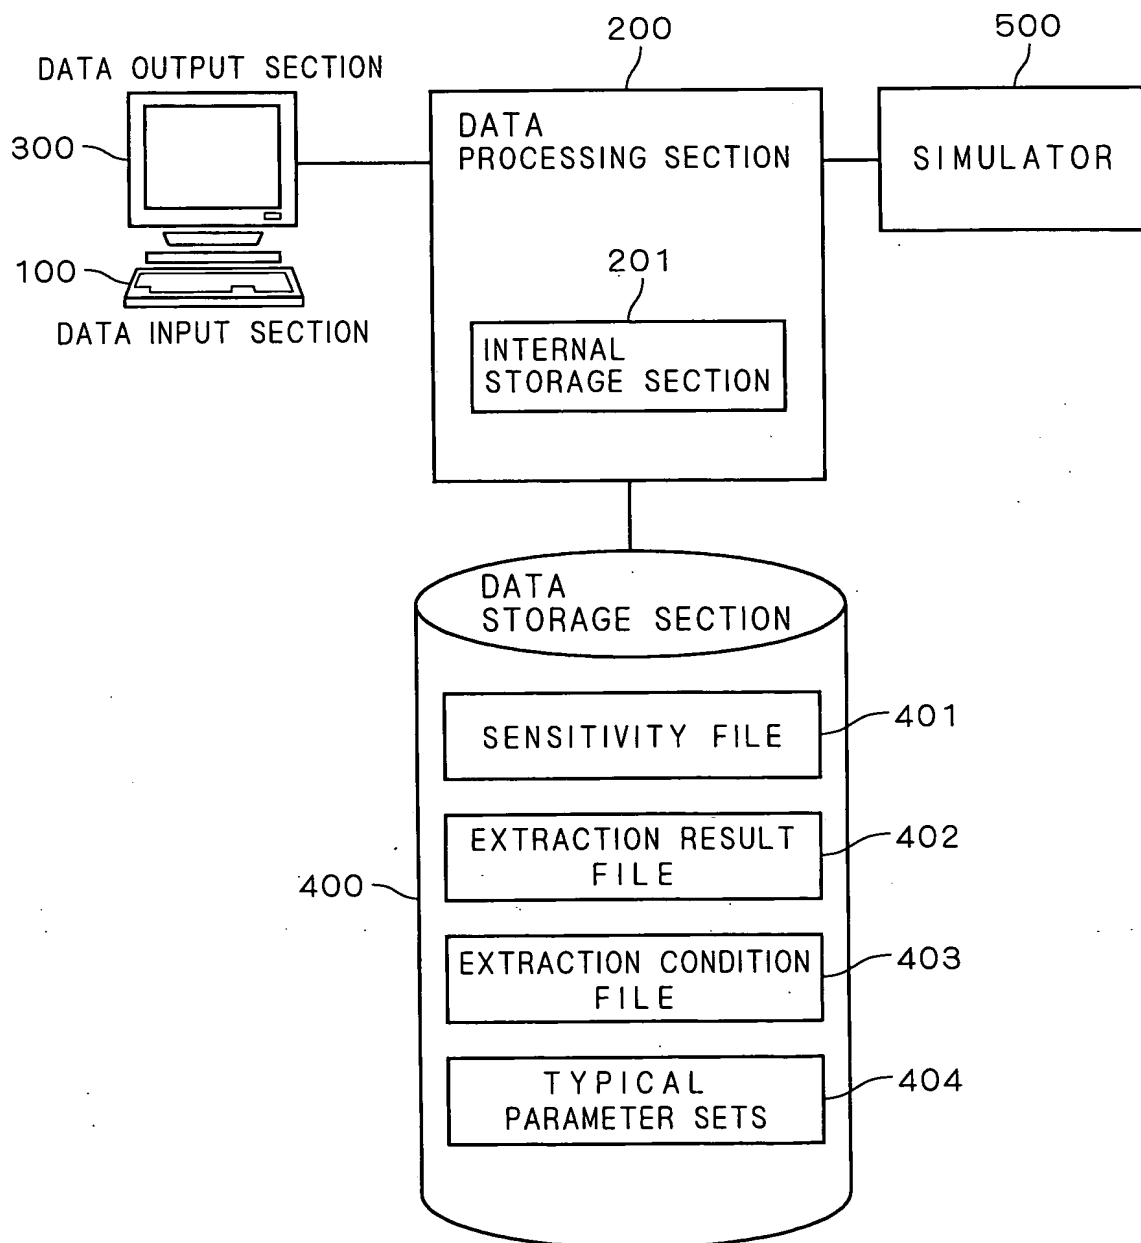 200
500
DATA OUTPUT SECTION
300
DATA
PROCESSING SECTION
SIMULATOR
100
DATA INPUT SECTION
201
INTERNAL
STORAGE SECTION
DATA
STORAGE SECTION
400
SENSITIVITY FILE
401
EXTRACTION RESULT
FILE
402
EXTRACTION CONDITION
FILE
403
TYPICAL
PARAMETER SETS
404